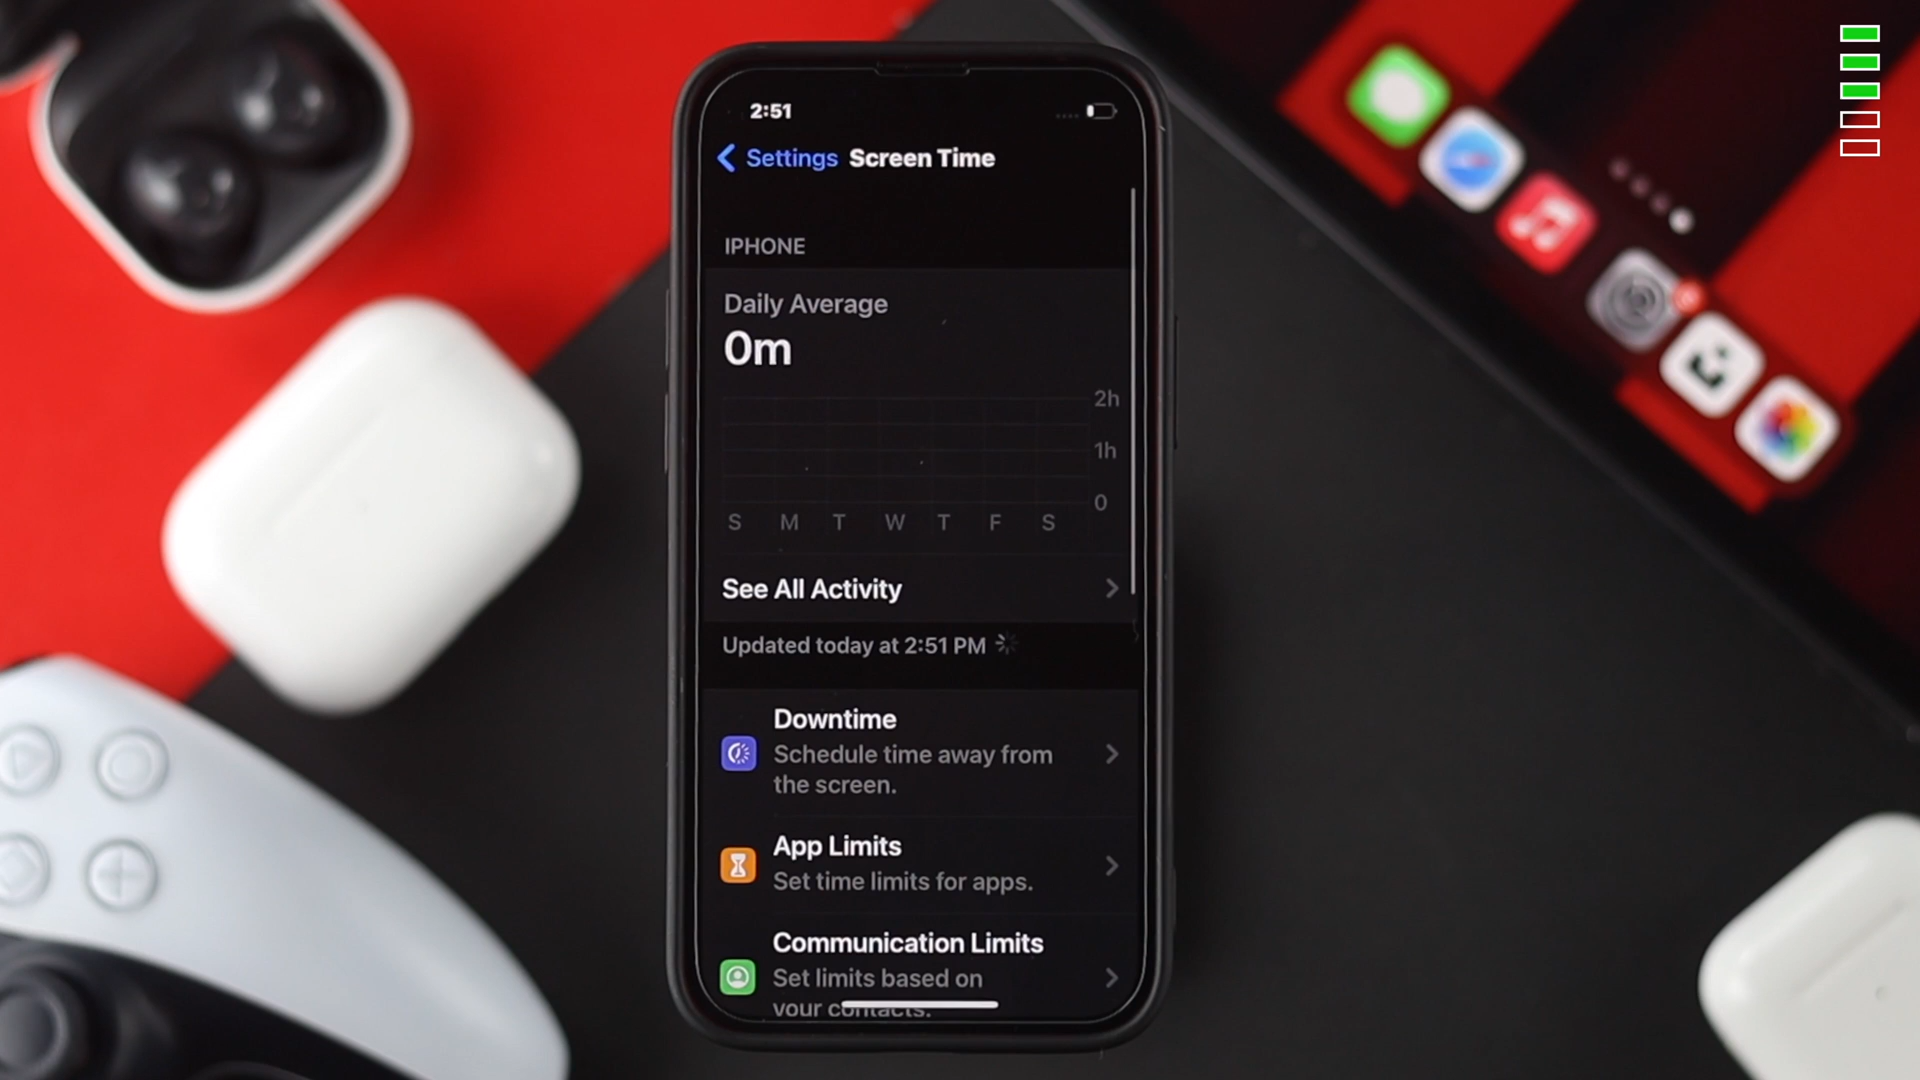 2:51
Settings Screen Time
IPHONE
Daily Average
0m
2h
1h
0
S M T W T F S
See All Activity
Updated today at 2:51 PM
Downtime
Schedule time away from
the screen.
App Limits
Set time limits for apps.
Communication Limits
Set limits based on
your contacts.